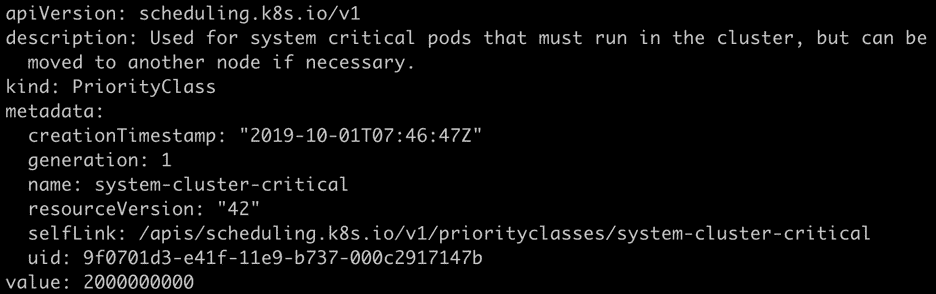 apiVersion: scheduling.k8s.io/v1
description: Used for system critical pods that must run in the cluster, but can be
  moved to another node if necessary.
kind: PriorityClass
metadata:
  creationTimestamp: "2019-10-01T07:46:47Z"
  generation: 1
  name: system-cluster-critical
  resourceVersion: "42"
  selfLink: /apis/scheduling.k8s.io/v1/priorityclasses/system-cluster-critical
  uid: 9f0701d3-e41f-11e9-b737-000c2917147b
value: 2000000000